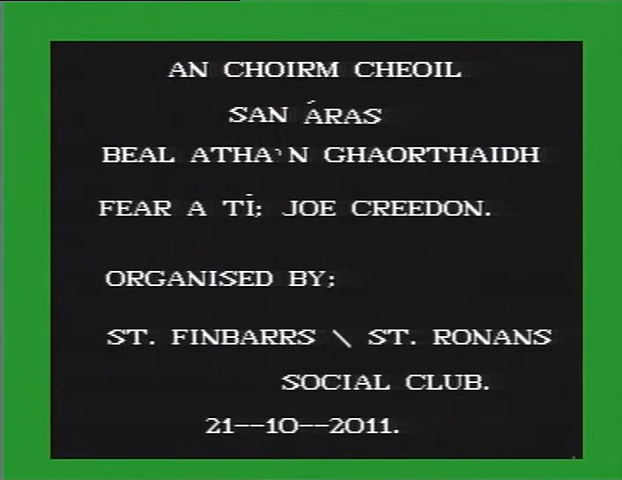 AN CHOIRM CHEOIL
SAN ÁRAS
BEAL ATHA'N GHAORTHAIDH
FEAR A TÍ; JOE CREEDON.
ORGANISED BY;
ST. FINBARRS \ ST. RONANS
SOCIAL CLUB.
21--10--2011.